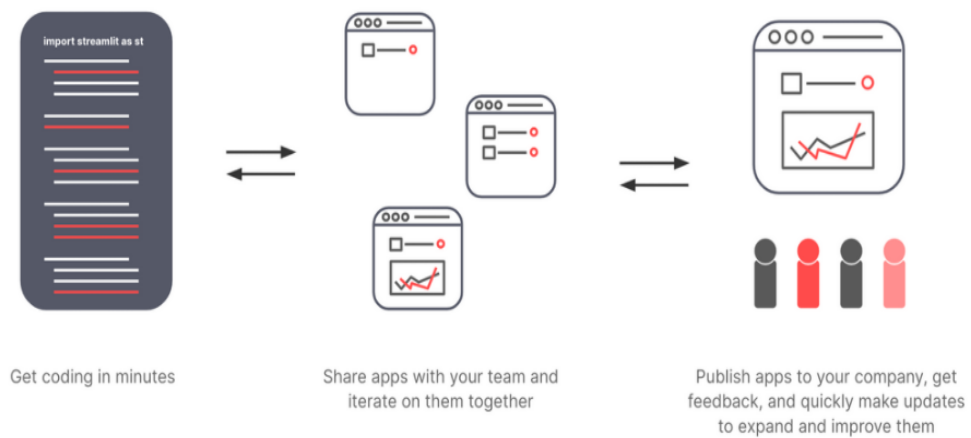 import streamlit as st
Get coding in minutes
Share apps with your team and
iterate on them together
Publish apps to your company, get
feedback, and quickly make updates
to expand and improve them